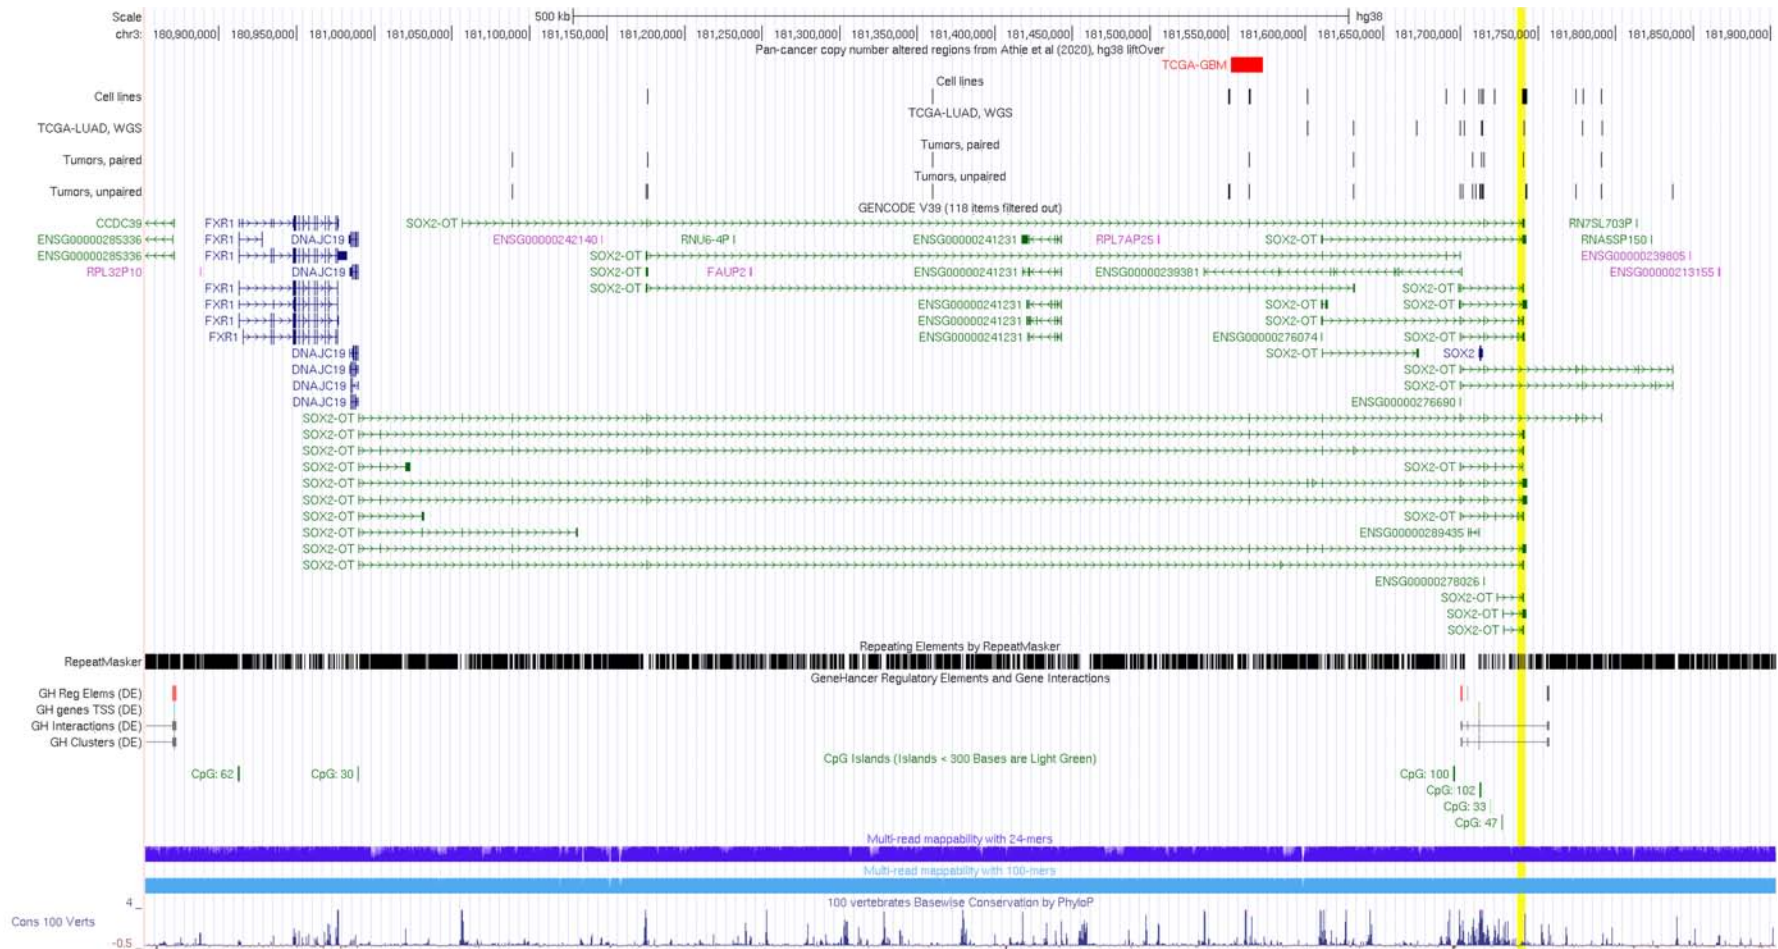 Scale 500 kb hg38
chr3: 180,900,000| 180,950,000| 181,000,000| 181,050,000| 181,100,000| 181,150,000| 181,200,000| 181,250,000| 181,300,000| 181,350,000| 181,400,000| 181,450,000| 181,500,000| 181,550,000| 181,600,000| 181,650,000| 181,700,000| 181,750,000| 181,800,000| 181,850,000| 181,900,000|
Pan-cancer copy number altered regions from Athie et al (2020), hg38 liftOver
TCGA-GBM
Cell lines
Cell lines
TCGA-LUAD, WGS
TCGA-LUAD, WGS
Tumors, paired
Tumors, paired
Tumors, unpaired
Tumors, unpaired
GENCODE V39 (118 items filtered out)
CCDC39 FXR1 SOX2-OT RN7SL703P
ENSG00000285336 FXR1 DNAJC19 ENSG00000242140 RNU6-4P ENSG00000241231 RPL7AP25 SOX2-OT RNA5SP150
ENSG00000285336 FXR1 SOX2-OT ENSG00000239805
RPL32P10 DNAJC19 SOX2-OT FAUP2 ENSG00000241231 ENSG00000239381 ENSG00000213155
FXR1 SOX2-OT SOX2-OT
FXR1 ENSG00000241231 SOX2-OT SOX2-OT
FXR1 ENSG00000241231 SOX2-OT
FXR1 ENSG00000241231 ENSG00000276074 SOX2-OT
DNAJC19 SOX2-OT SOX2
DNAJC19 SOX2-OT
DNAJC19 SOX2-OT
DNAJC19 ENSG00000276690
SOX2-OT
SOX2-OT
SOX2-OT
SOX2-OT SOX2-OT
SOX2-OT
SOX2-OT
SOX2-OT SOX2-OT
SOX2-OT ENSG00000289435
SOX2-OT
SOX2-OT
ENSG00000278026
SOX2-OT
SOX2-OT
SOX2-OT
Repeating Elements by RepeatMasker
RepeatMasker
GeneHancer Regulatory Elements and Gene Interactions
GH Reg Elems (DE)
GH genes TSS (DE)
GH Interactions (DE)
GH Clusters (DE)
CpG Islands (Islands < 300 Bases are Light Green)
CpG: 62 CpG: 30 CpG: 100
CpG: 102
CpG: 33
CpG: 47
Multi-read mappability with 24-mers
Multi-read mappability with 100-mers
4 _ 100 vertebrates Basewise Conservation by PhyloP
Cons 100 Verts
-0.5 _